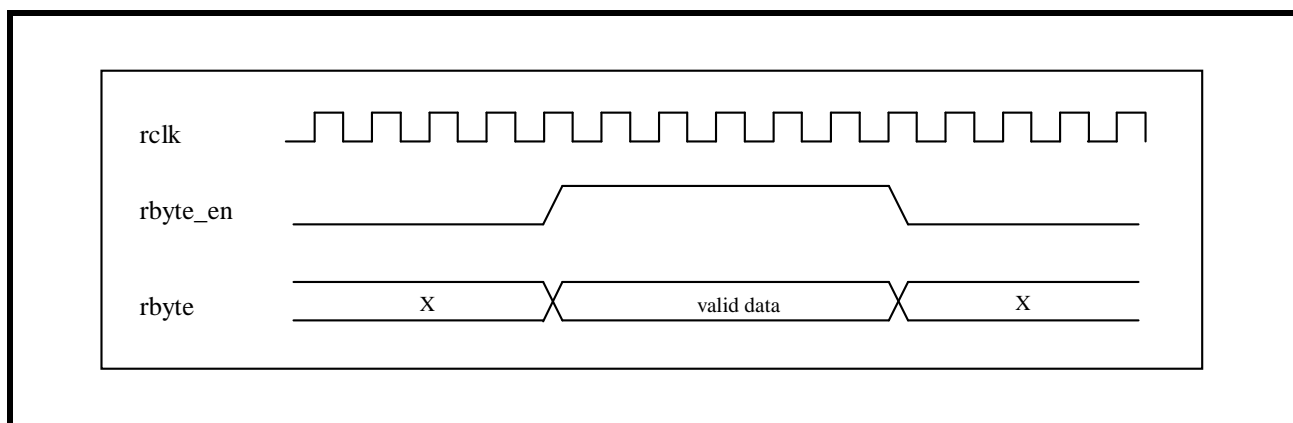 rclk
rbyte_en
rbyte X valid data X